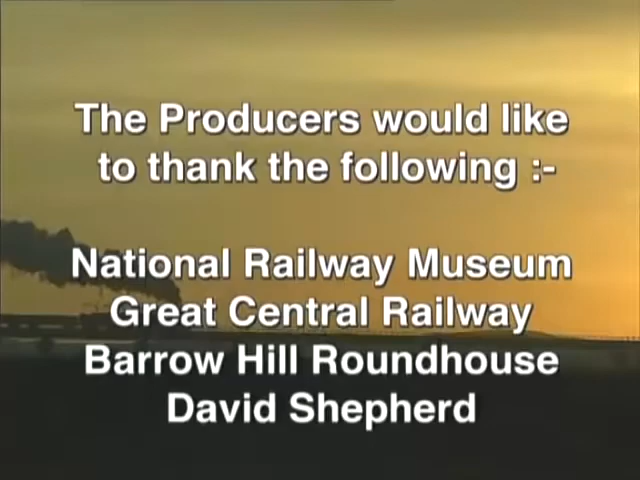 The Producers would like
to thank the following :-
National Railway Museum
Great Central Railway
Barrow Hill Roundhouse
David Shepherd